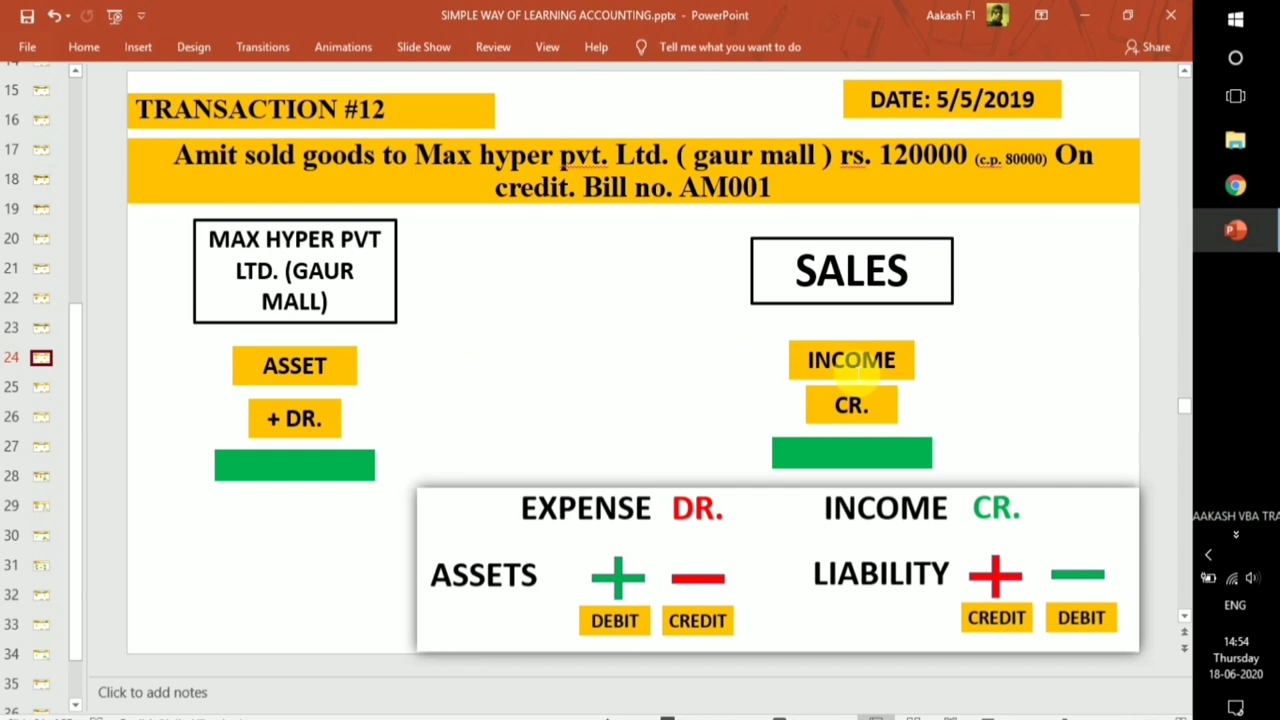 SIMPLE WAY OF LEARNING ACCOUNTING.pptx - PowerPoint
Aakash F1
File Home Insert Design Transitions Animations Slide Show Review View Help Tell me what you want to do Share
15
16
17
18
19
20
21
22
23
24
25
26
27
28
29
30
31
32
33
34
35
TRANSACTION #12
DATE: 5/5/2019
Amit sold goods to Max hyper pvt. Ltd. ( gaur mall ) rs. 120000 (c.p. 80000) On
credit. Bill no. AM001
MAX HYPER PVT
LTD. (GAUR
MALL)
ASSET
+ DR.
SALES
INCOME
CR.
EXPENSE DR. INCOME CR.
ASSETS + − LIABILITY + −
DEBIT CREDIT CREDIT DEBIT
Click to add notes
AAKASH VBA TRA
ENG
14:54
Thursday
18-06-2020